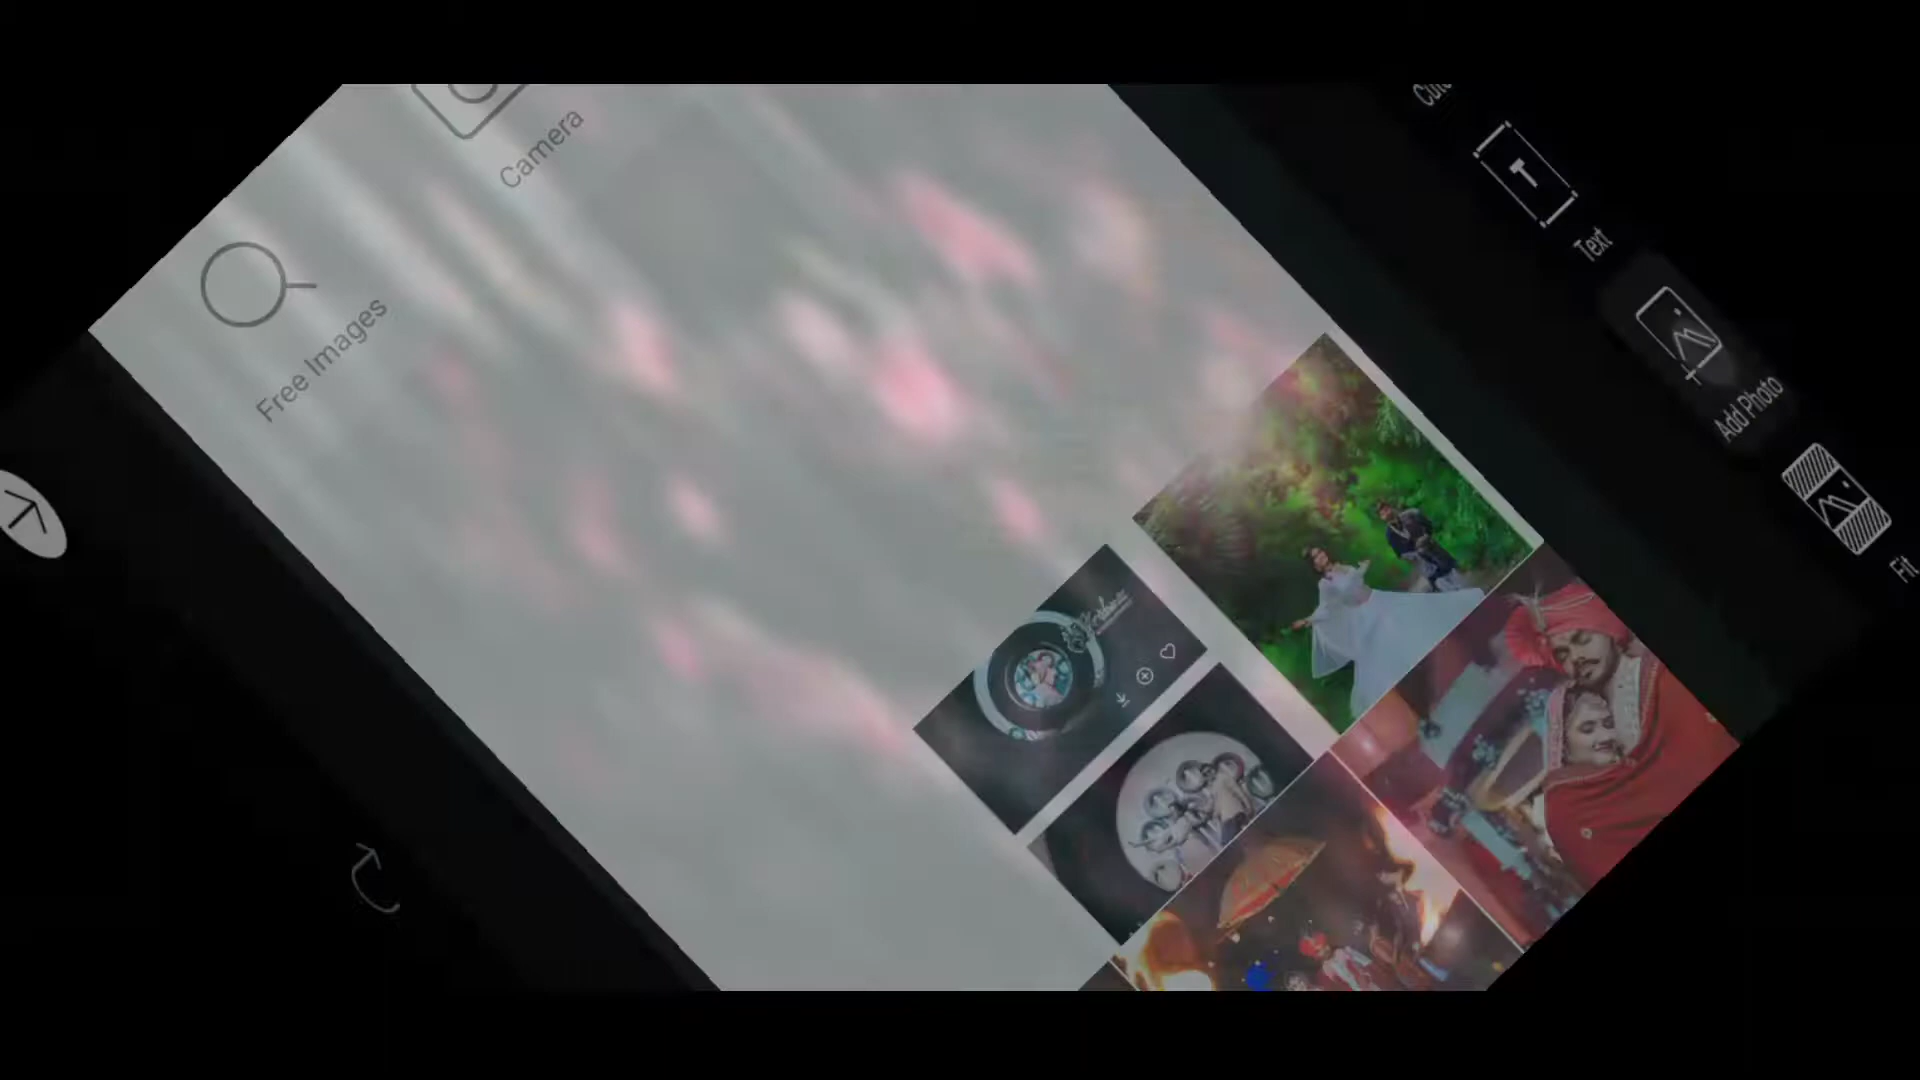 Camera
Free Images
Text
Add Photo
Fit